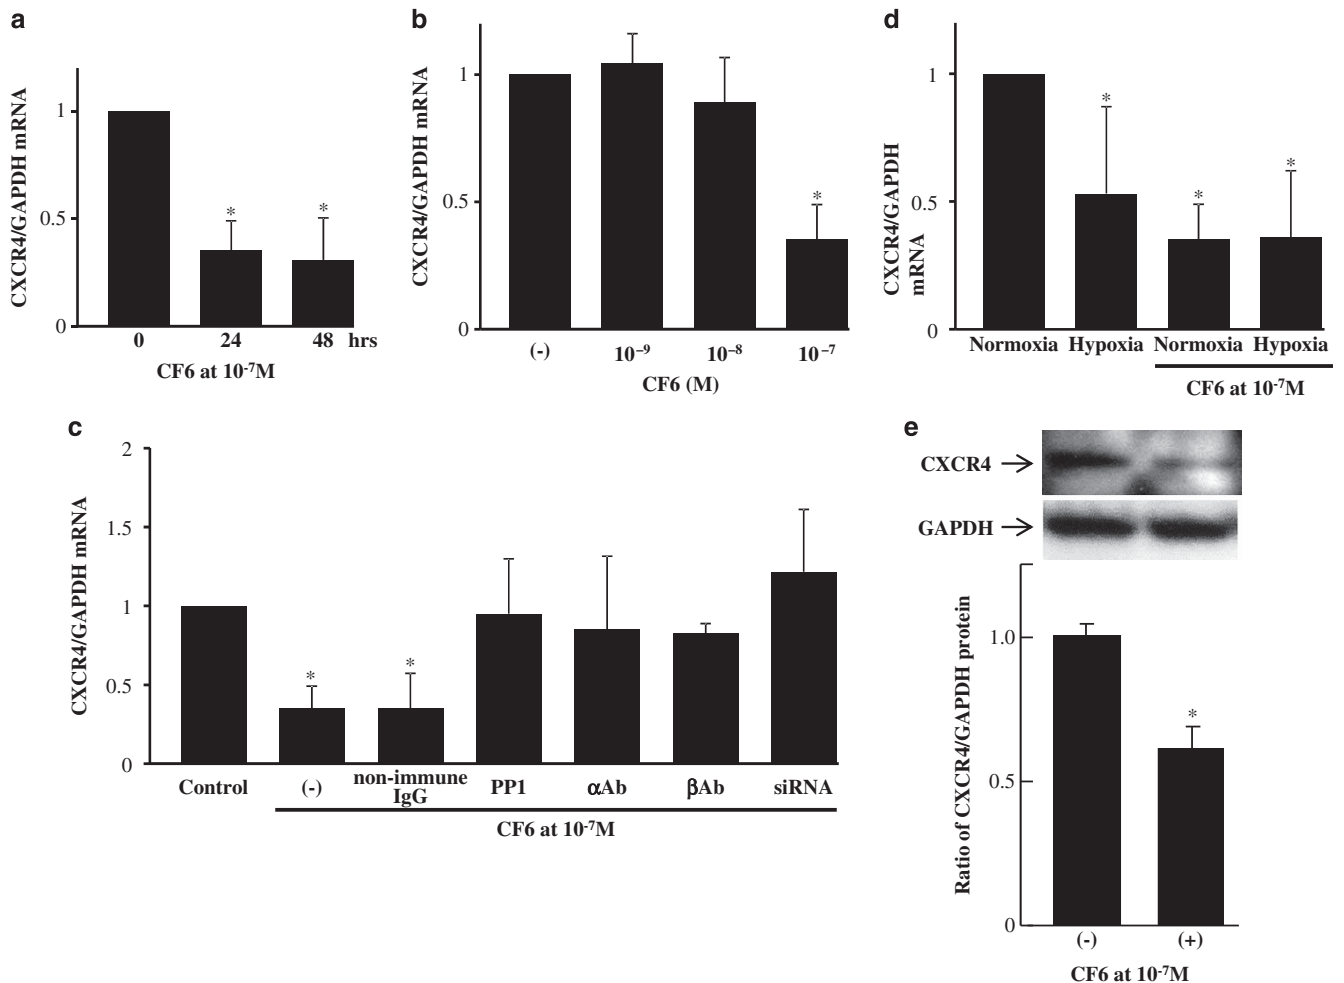 a
CXCR4/GAPDH mRNA
1
0.5
0
* *
0 24 48 hrs
CF6 at 10⁻⁷M
b
CXCR4/GAPDH mRNA
1
0.5
0
*
(-) 10⁻⁹ 10⁻⁸ 10⁻⁷
CF6 (M)
d
CXCR4/GAPDH
mRNA
1
0.5
0
* * *
Normoxia Hypoxia Normoxia Hypoxia
CF6 at 10⁻⁷M
c
CXCR4/GAPDH mRNA
2
1.5
1
0.5
0
* *
Control (-) non-immune IgG PP1 αAb βAb siRNA
CF6 at 10⁻⁷M
e
CXCR4
GAPDH
Ratio of CXCR4/GAPDH protein
1.0
0.5
0
*
(-) (+)
CF6 at 10⁻⁷M